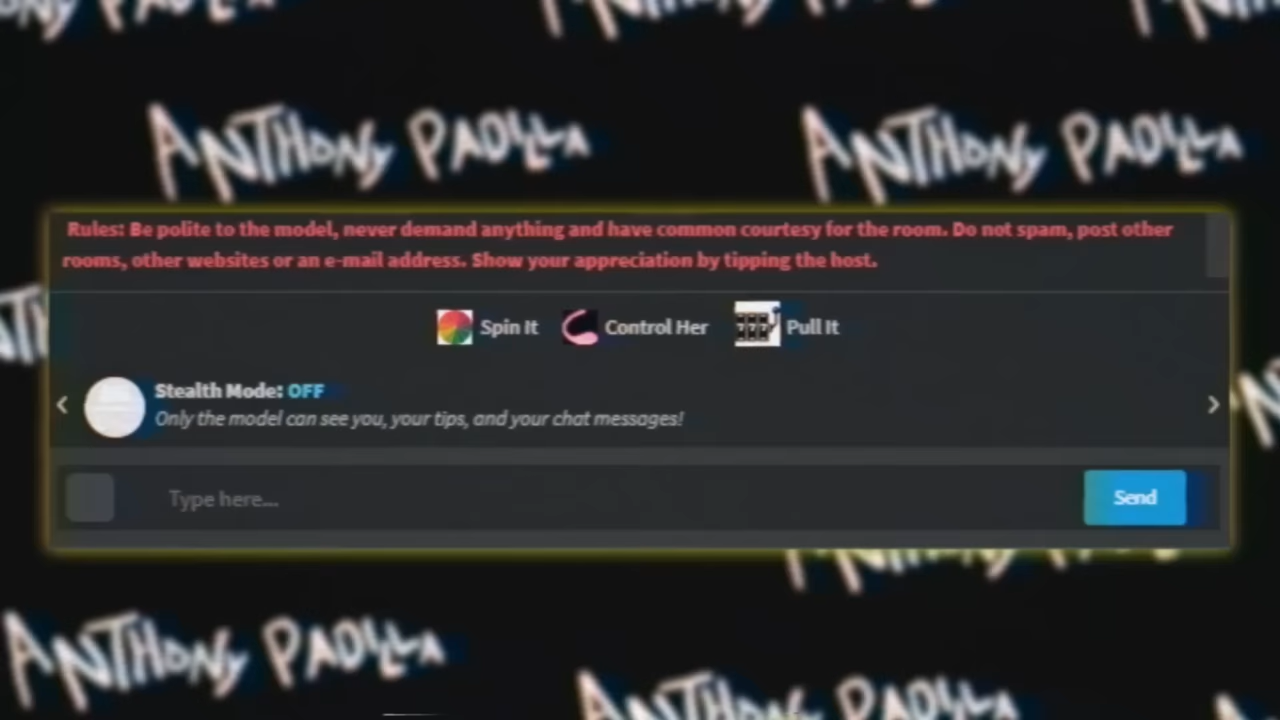 ANTHONY PADILLA ANTHONY PADILLA
Rules: Be polite to the model, never demand anything and have common courtesy for the room. Do not spam, post other
rooms, other websites or an e-mail address. Show your appreciation by tipping the host.
Spin It Control Her Pull It
Stealth Mode: OFF
Only the model can see you, your tips, and your chat messages!
Type here...
Send
ANTHONY PADILLA
ANTHONY PADILLA